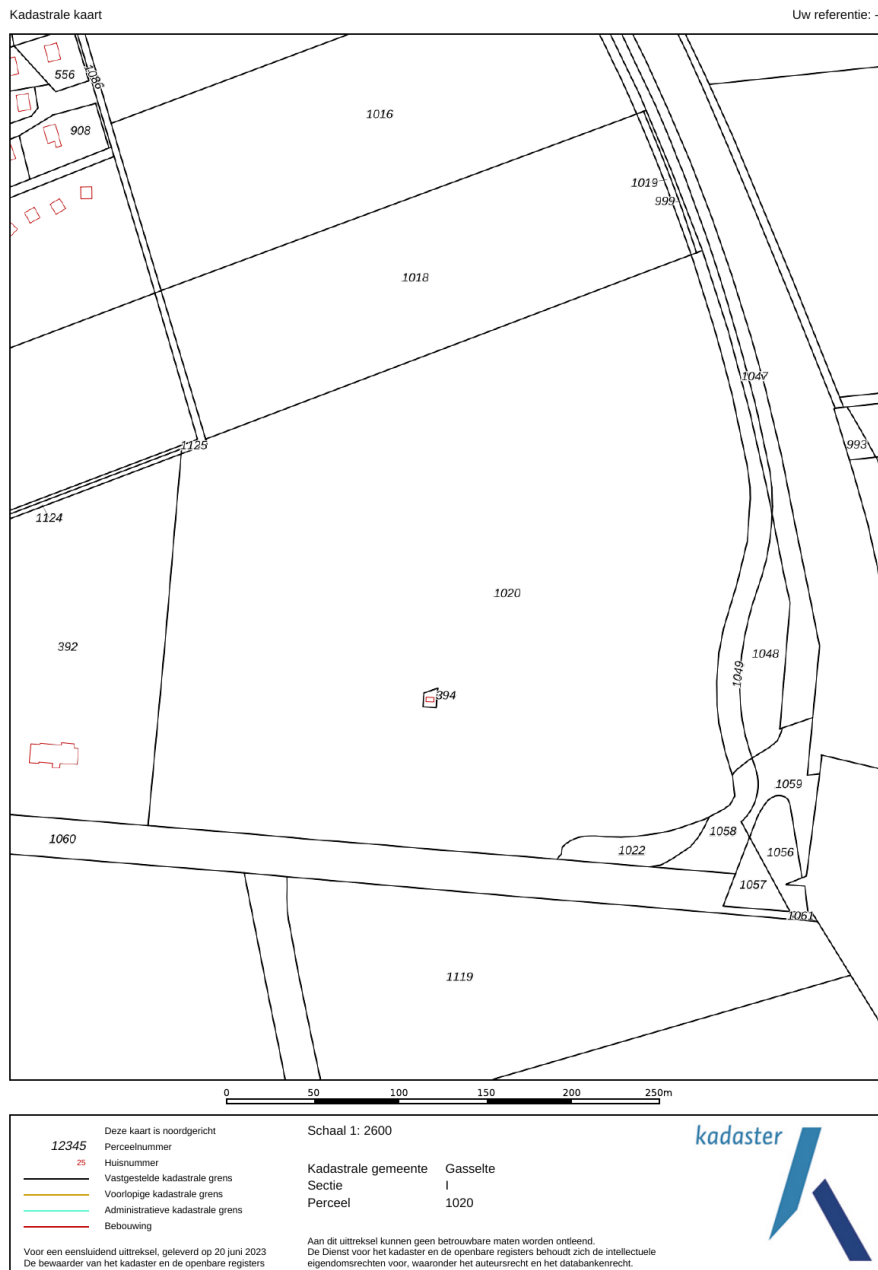 Kadastrale kaart
Uw referentie: -
556
1086
908
1016
1019
999
1018
1047
993
1125
1124
1020
392
1048
1049
394
1059
1060
1058
1022
1056
1057
1061
1119
0 50 100 150 200 250m
Deze kaart is noordgericht
12345 Perceelnummer
25 Huisnummer
Vastgestelde kadastrale grens
Voorlopige kadastrale grens
Administratieve kadastrale grens
Bebouwing
Voor een eensluidend uittreksel, geleverd op 20 juni 2023
De bewaarder van het kadaster en de openbare registers
Schaal 1: 2600
Kadastrale gemeente Gasselte
Sectie I
Perceel 1020
Aan dit uittreksel kunnen geen betrouwbare maten worden ontleend.
De Dienst voor het kadaster en de openbare registers behoudt zich de intellectuele
eigendomsrechten voor, waaronder het auteursrecht en het databankenrecht.
kadaster